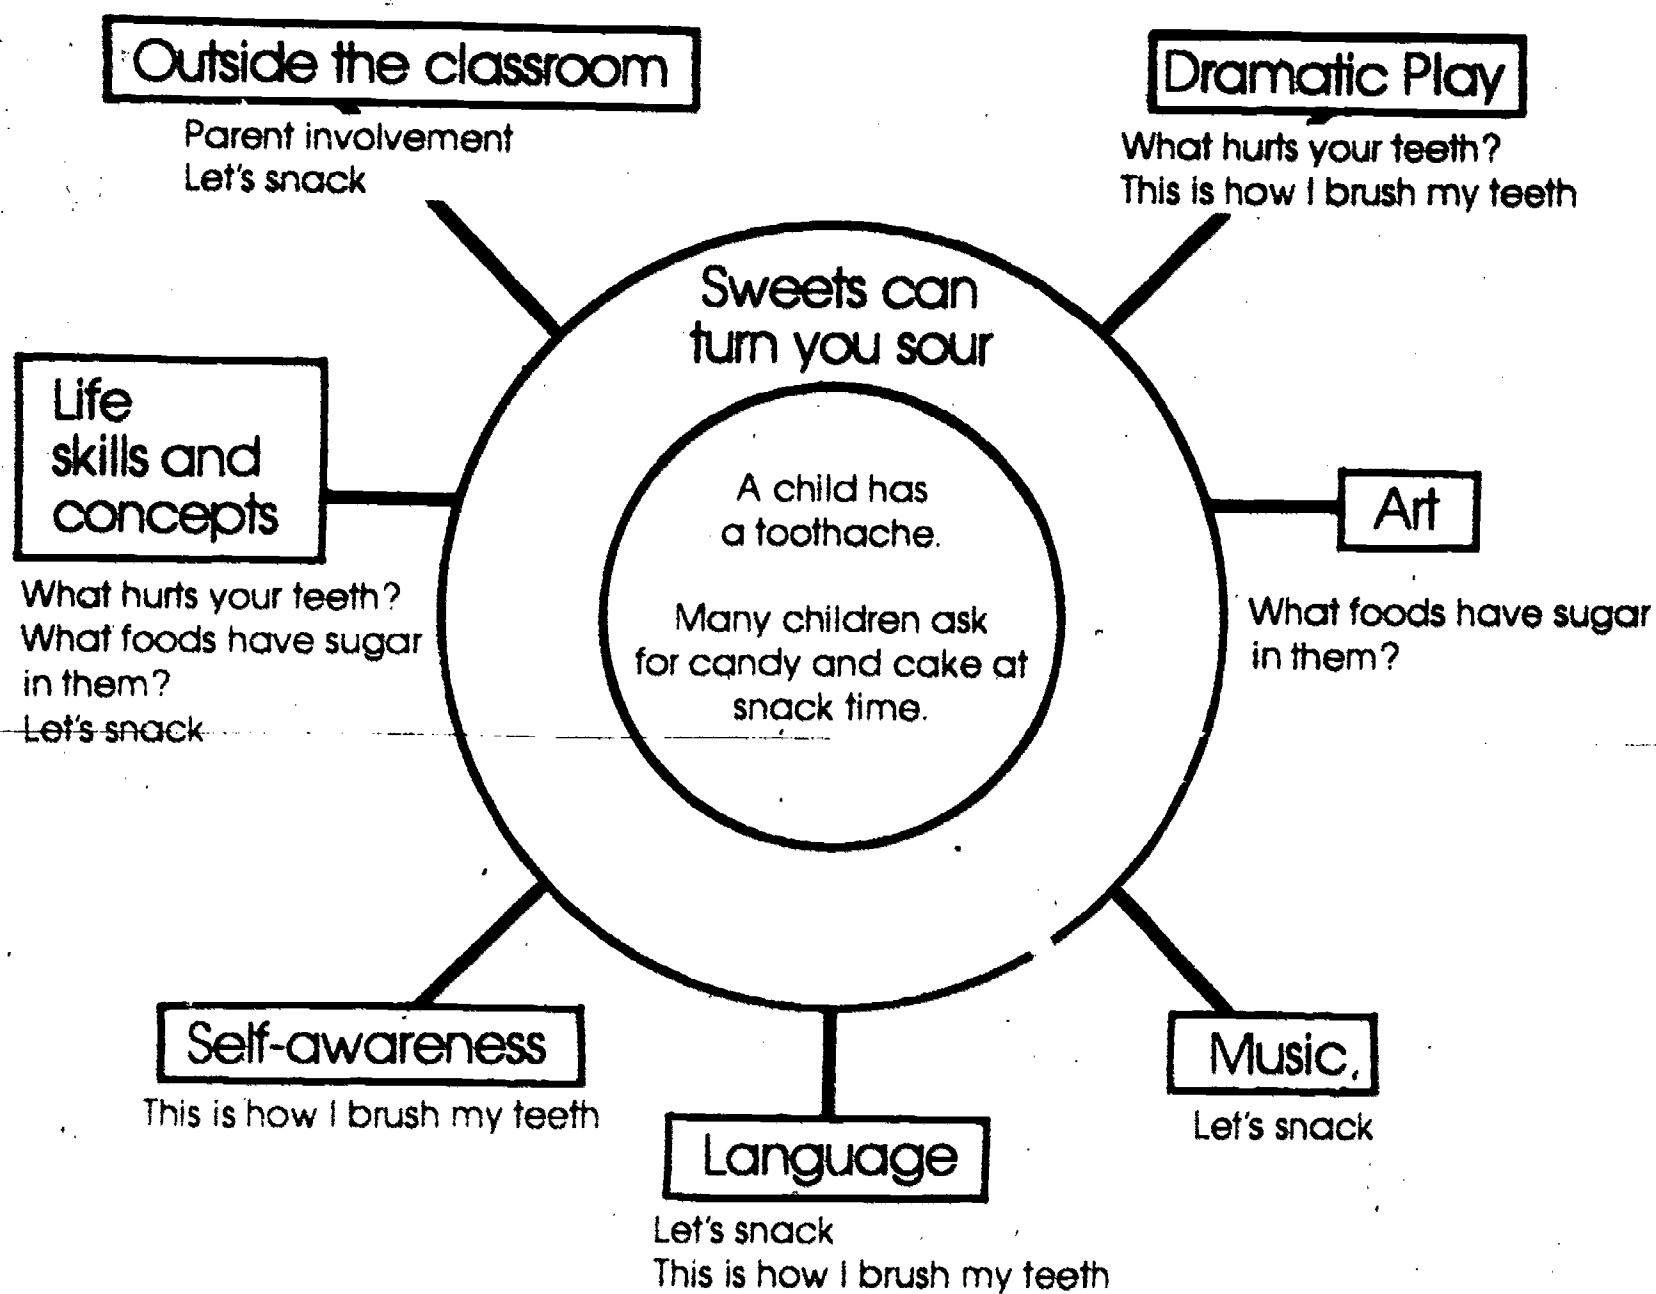 Outside the classroom
Parent involvement
Let's snack
Dramatic Play
What hurts your teeth?
This is how I brush my teeth
Sweets can
turn you sour
A child has
a toothache.
Many children ask
for candy and cake at
snack time.
Life
skills and
concepts
What hurts your teeth?
What foods have sugar
in them?
Let's snack
Art
What foods have sugar
in them?
Self-awareness
This is how I brush my teeth
Language
Let's snack
This is how I brush my teeth
Music
Let's snack